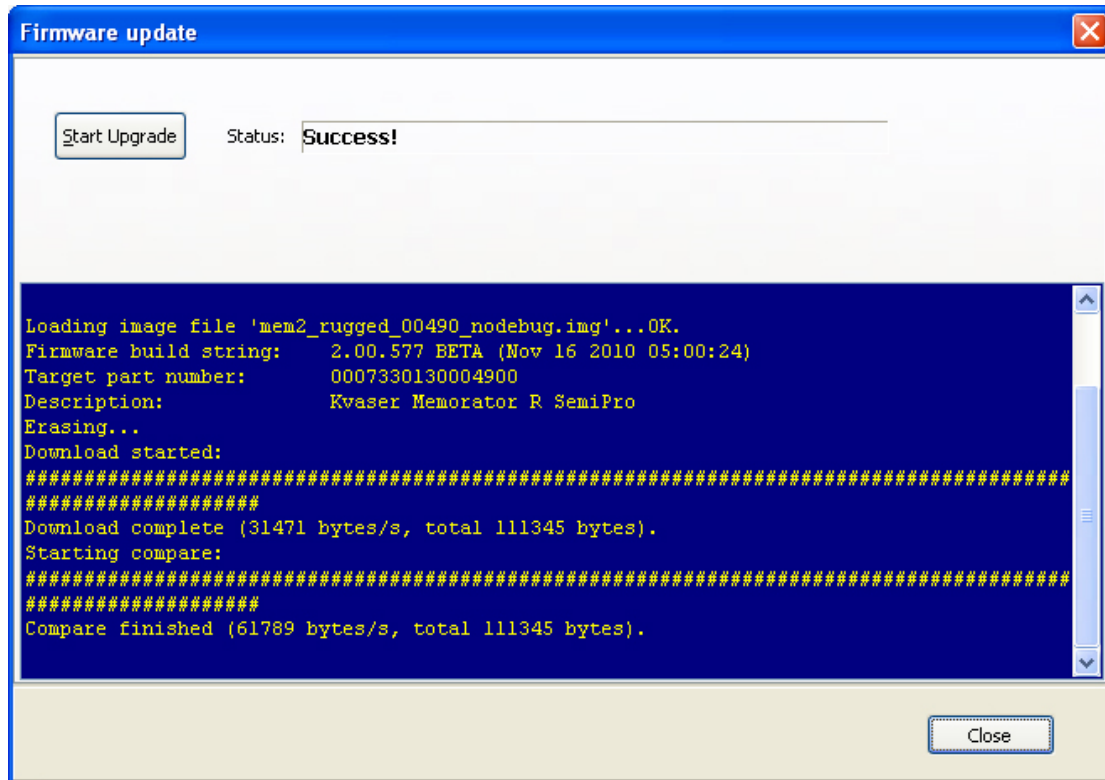 Firmware update
Start Upgrade Status: Success!
Loading image file 'mem2_rugged_00490_nodebug.img'...OK.
Firmware build string: 2.00.577 BETA (Nov 16 2010 05:00:24)
Target part number: 0007330130004900
Description: Kvaser Memorator R SemiPro
Erasing...
Download started:
#########################################################################################
####################
Download complete (31471 bytes/s, total 111345 bytes).
Starting compare:
#########################################################################################
####################
Compare finished (61789 bytes/s, total 111345 bytes).
Close